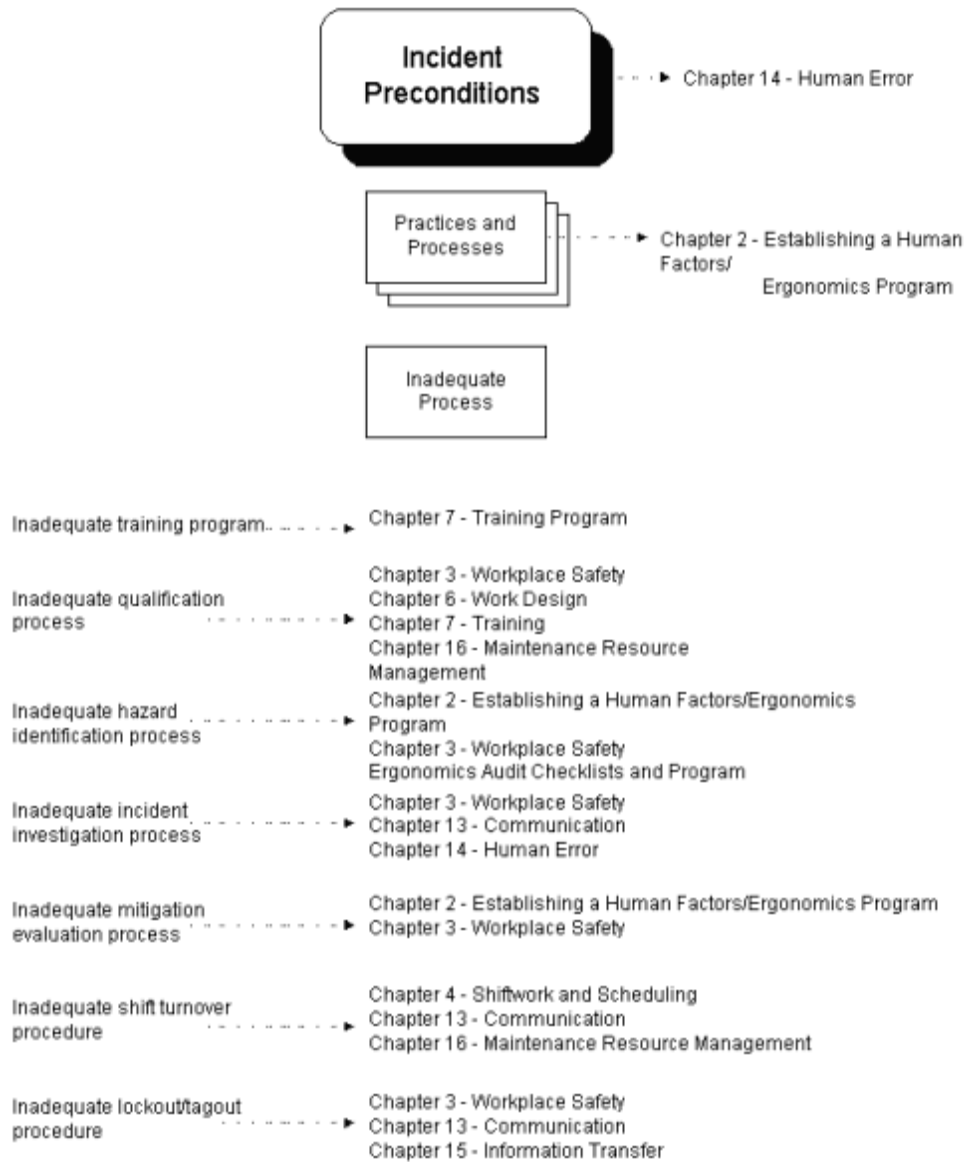 Incident
Preconditions
Chapter 14 - Human Error
Practices and
Processes
Chapter 2 - Establishing a Human
Factors/
Ergonomics Program
Inadequate
Process
Inadequate training program
Chapter 7 - Training Program
Inadequate qualification
process
Chapter 3 - Workplace Safety
Chapter 6 - Work Design
Chapter 7 - Training
Chapter 16 - Maintenance Resource
Management
Inadequate hazard
identification process
Chapter 2 - Establishing a Human Factors/Ergonomics
Program
Chapter 3 - Workplace Safety
Ergonomics Audit Checklists and Program
Inadequate incident
investigation process
Chapter 3 - Workplace Safety
Chapter 13 - Communication
Chapter 14 - Human Error
Inadequate mitigation
evaluation process
Chapter 2 - Establishing a Human Factors/Ergonomics Program
Chapter 3 - Workplace Safety
Inadequate shift turnover
procedure
Chapter 4 - Shiftwork and Scheduling
Chapter 13 - Communication
Chapter 16 - Maintenance Resource Management
Inadequate lockout/tagout
procedure
Chapter 3 - Workplace Safety
Chapter 13 - Communication
Chapter 15 - Information Transfer